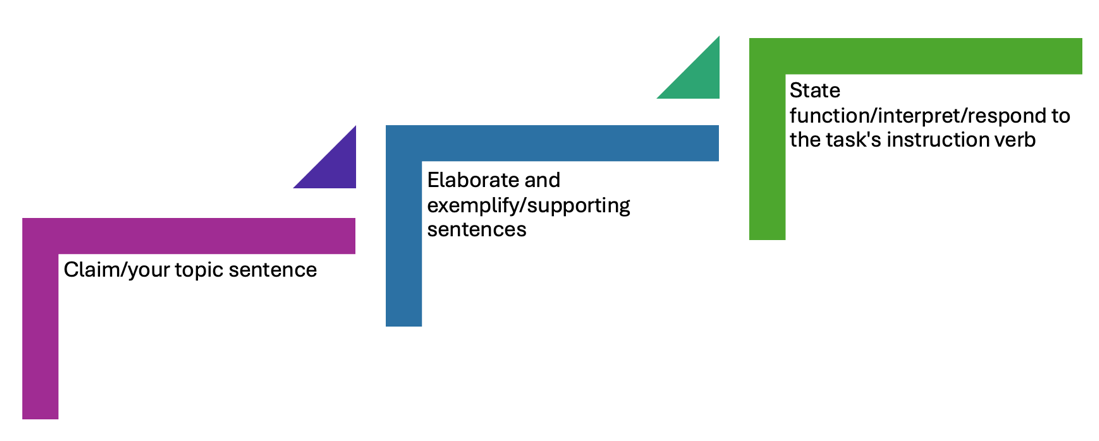 Claim/your topic sentence
Elaborate and
exemplify/supporting
sentences
State
function/interpret/respond to
the task's instruction verb